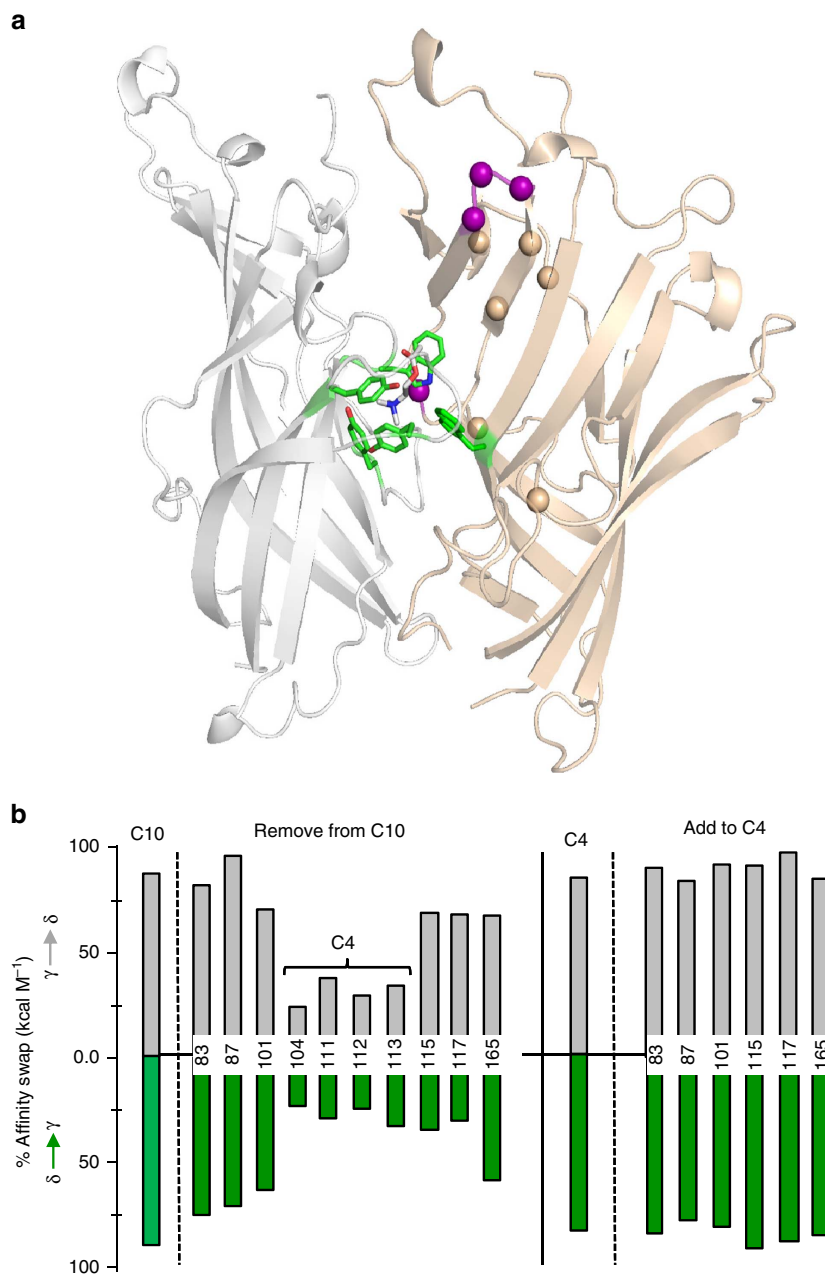 a
b
C10
Remove from C10
C4
Add to C4
100
50
0.0
50
100
% Affinity swap (kcal M⁻¹)
γ → δ
δ → γ
C4
83 87 101 104 111 112 113 115 117 165
83 87 101 115 117 165